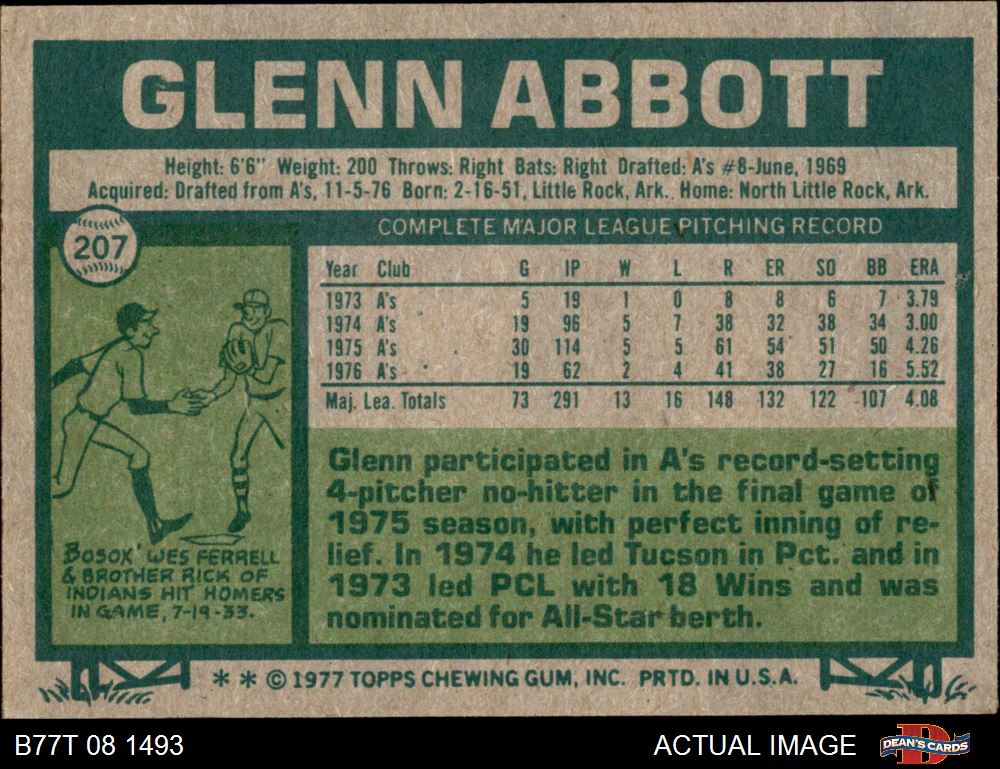 GLENN ABBOTT
Height: 6'6" Weight: 200 Throws: Right Bats: Right Drafted: A's #8-June, 1969
Acquired: Drafted from A's, 11-5-76 Born: 2-16-51, Little Rock, Ark. Home: North Little Rock, Ark.
207
COMPLETE MAJOR LEAGUE PITCHING RECORD
Year Club G IP W L R ER SO BB ERA
1973 A's 5 19 1 0 8 8 6 7 3.79
1974 A's 19 96 5 7 38 32 38 34 3.00
1975 A's 30 114 5 5 61 54 51 50 4.26
1976 A's 19 62 2 4 41 38 27 16 5.52
Maj. Lea. Totals 73 291 13 16 148 132 122 107 4.08
BOSOX' WES FERRELL
& BROTHER RICK OF
INDIANS HIT HOMERS
IN GAME, 7-19-33.
Glenn participated in A's record-setting
4-pitcher no-hitter in the final game of
1975 season, with perfect inning of re-
lief. In 1974 he led Tucson in Pct. and in
1973 led PCL with 18 Wins and was
nominated for All-Star berth.
* * © 1977 TOPPS CHEWING GUM, INC. PRTD. IN U.S.A.
B77T 08 1493
ACTUAL IMAGE
DEAN'S CARDS